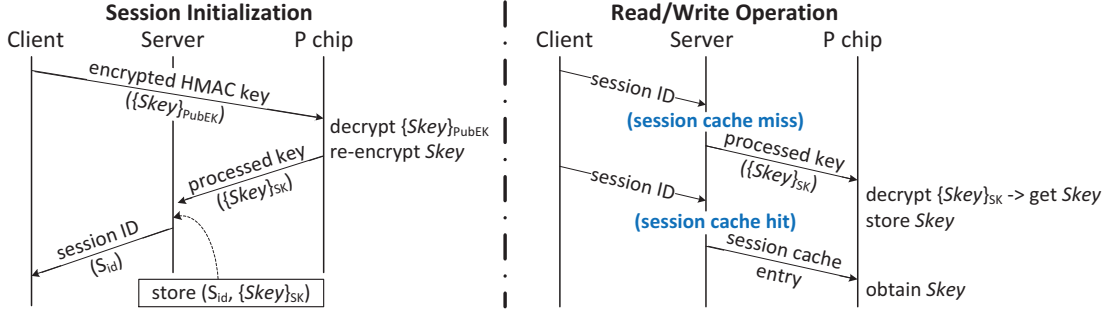 Session Initialization
Client Server P chip
encrypted HMAC key
({Skey}PubEK)
decrypt {Skey}PubEK
re-encrypt Skey
processed key
({Skey}SK)
session ID
(Sid)
store (Sid, {Skey}SK)
Read/Write Operation
Client Server P chip
session ID
(session cache miss)
processed key
({Skey}SK)
session ID
decrypt {Skey}SK -> get Skey
store Skey
(session cache hit)
session cache
entry
obtain Skey